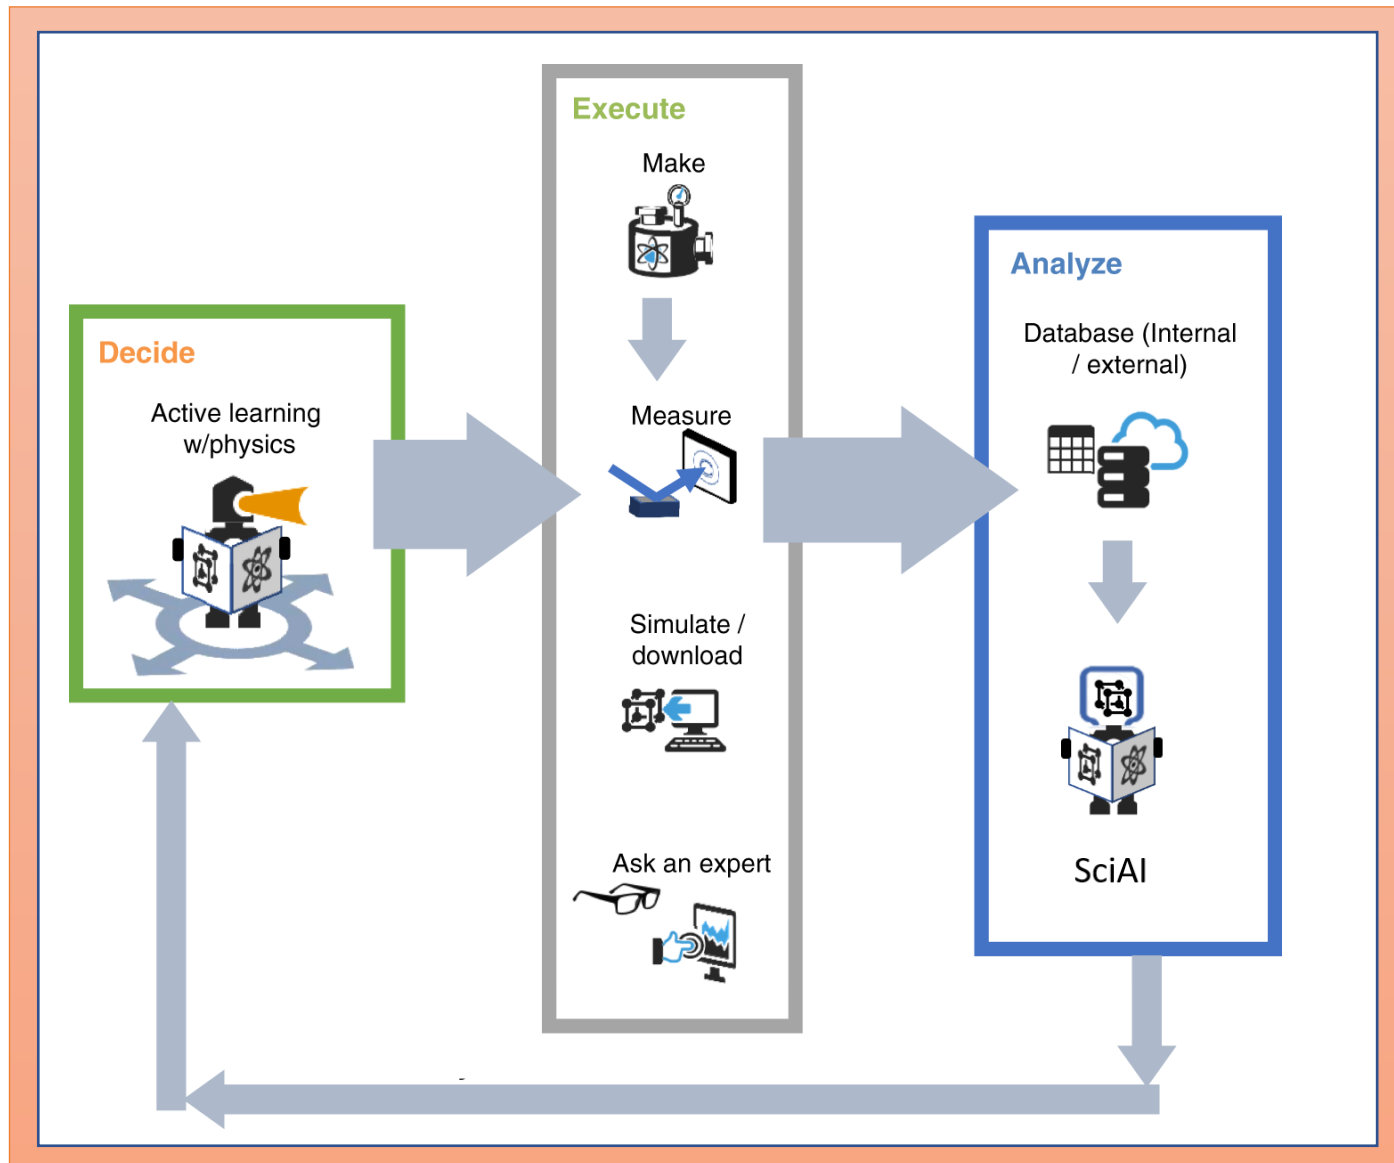 Execute
Make
Measure
Simulate /
download
Ask an expert
Decide
Active learning
w/physics
Analyze
Database (Internal
/ external)
SciAI